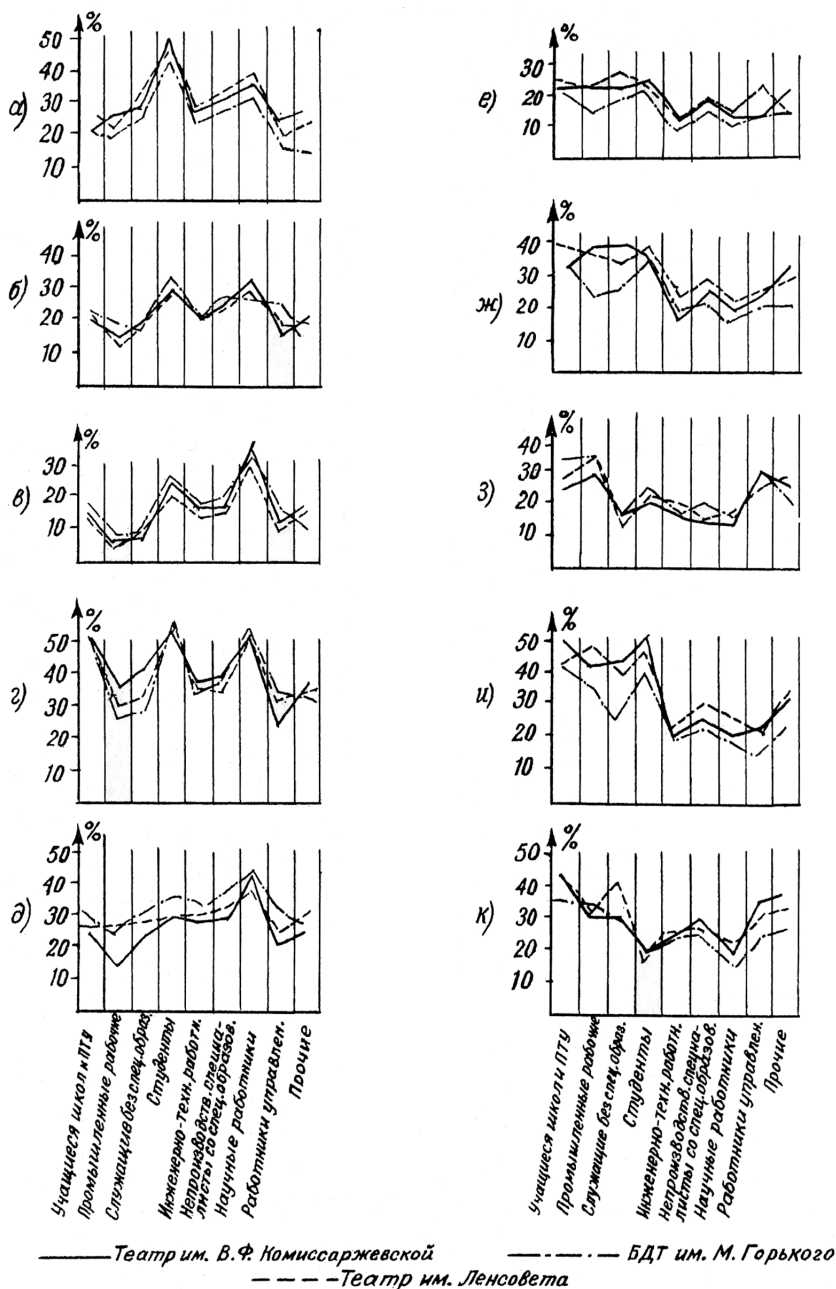 %
50
40
30
20
10
а)
%
40
30
20
10
б)
%
30
20
10
в)
%
50
40
30
20
10
г)
%
50
40
30
20
10
д)
Учащиеся школ и ПТУ
Промышленные рабочие
Служащие без спец.образ.
Студенты
Инженерно-техн. работн.
Непроизводств. специа-
листы со спец.образов.
Научные работники
Работники управлен.
Прочие
%
30
20
10
е)
%
40
30
20
10
ж)
%
40
30
20
10
з)
%
50
40
30
20
10
и)
%
50
40
30
20
10
к)
Учащиеся школ и ПТУ
Промышленные рабочие
Служащие без спец.образ.
Студенты
Инженерно-техн. работн.
Непроизводств. специа-
листы со спец.образов.
Научные работники
Работники управлен.
Прочие
Театр им. В.Ф. Комиссаржевской
БДТ им. М. Горького
Театр им. Ленсовета